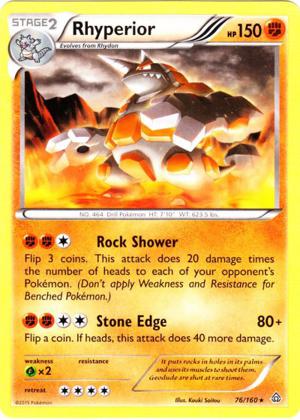 STAGE2
Rhyperior
HP150
Evolves from Rhydon
NO. 464 Drill Pokémon HT: 7'10" WT: 623.5 lbs.
Rock Shower
Flip 3 coins. This attack does 20 damage times
the number of heads to each of your opponent's
Pokémon. (Don't apply Weakness and Resistance for
Benched Pokémon.)
Stone Edge 80+
Flip a coin. If heads, this attack does 40 more damage.
weakness
×2
resistance
retreat
It puts rocks in holes in its palms
and uses its muscles to shoot them.
Geodude are shot at rare times.
©2015 Pokémon
Illus. Kouki Saitou
76/160 ★